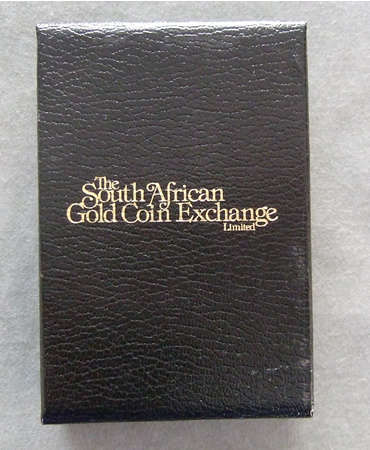 The
South African
Gold Coin Exchange
Limited